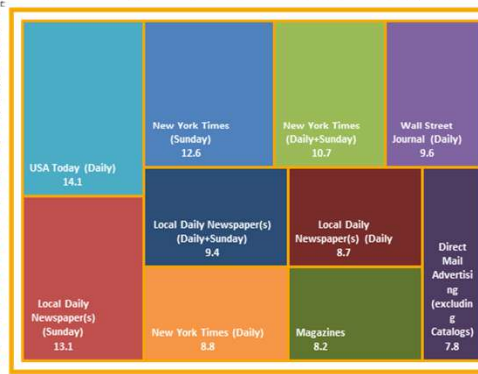 USA Today (Daily)
14.1
New York Times
(Sunday)
12.6
New York Times
(Daily+Sunday)
10.7
Wall Street
Journal (Daily)
9.6
Local Daily
Newspaper(s)
(Sunday)
13.1
Local Daily Newspaper(s)
(Daily+Sunday)
9.4
Local Daily
Newspaper(s) (Daily
8.7
New York Times (Daily)
8.8
Magazines
8.2
Direct
Mail
Advertisi
ng
(excludin
g
Catalogs)
7.8